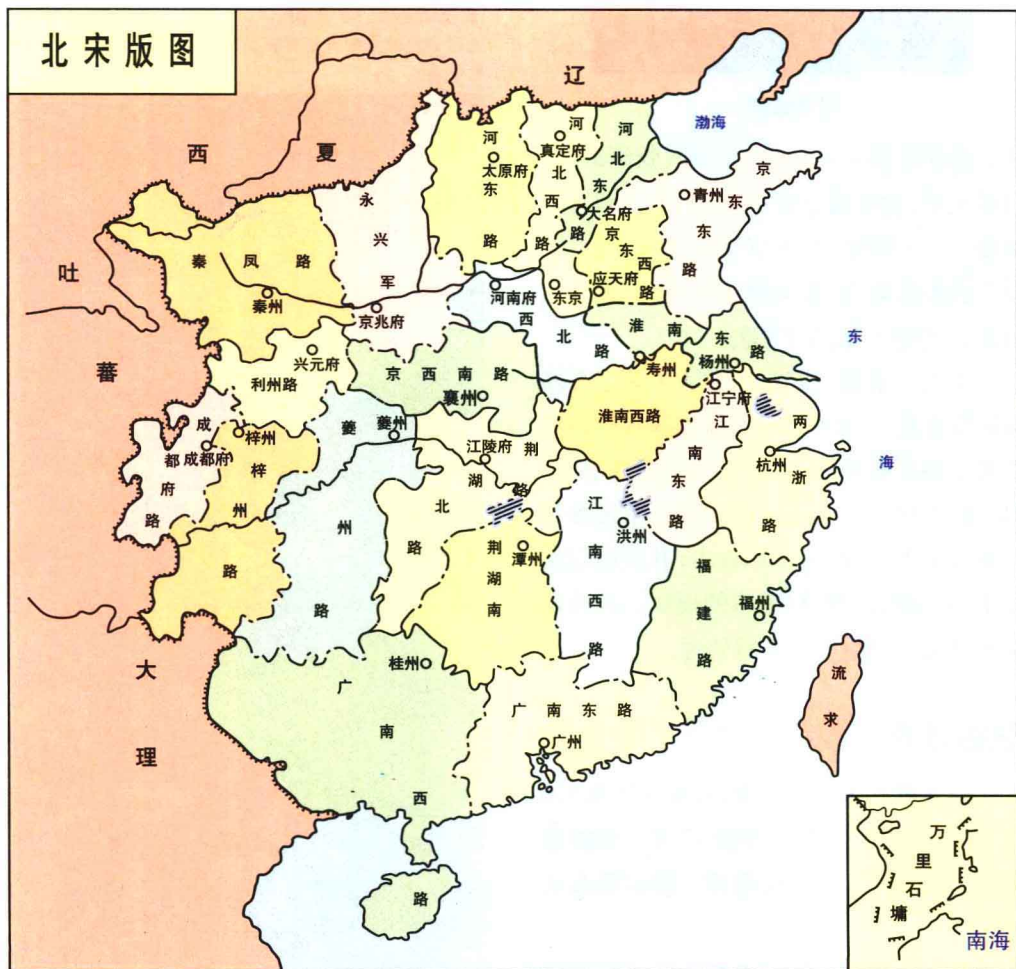 北宋版图
辽
西夏
吐蕃
大理
渤海
东海
流求
河东路
太原府
河北西路
真定府
河北东路
大名府
京东东路
青州
京东西路
应天府
永兴军路
京兆府
秦凤路
秦州
河南府
东京
京西北路
淮南东路
杨州
寿州
淮南西路
江宁府
江南东路
两浙路
杭州
兴元府
利州路
京西南路
襄州
成都府路
成都府
梓州
梓州路
夔州
夔州路
江陵府
荆湖北路
潭州
荆湖南路
洪州
江南西路
福建路
福州
桂州
广南西路
广南东路
广州
万里石墉
南海